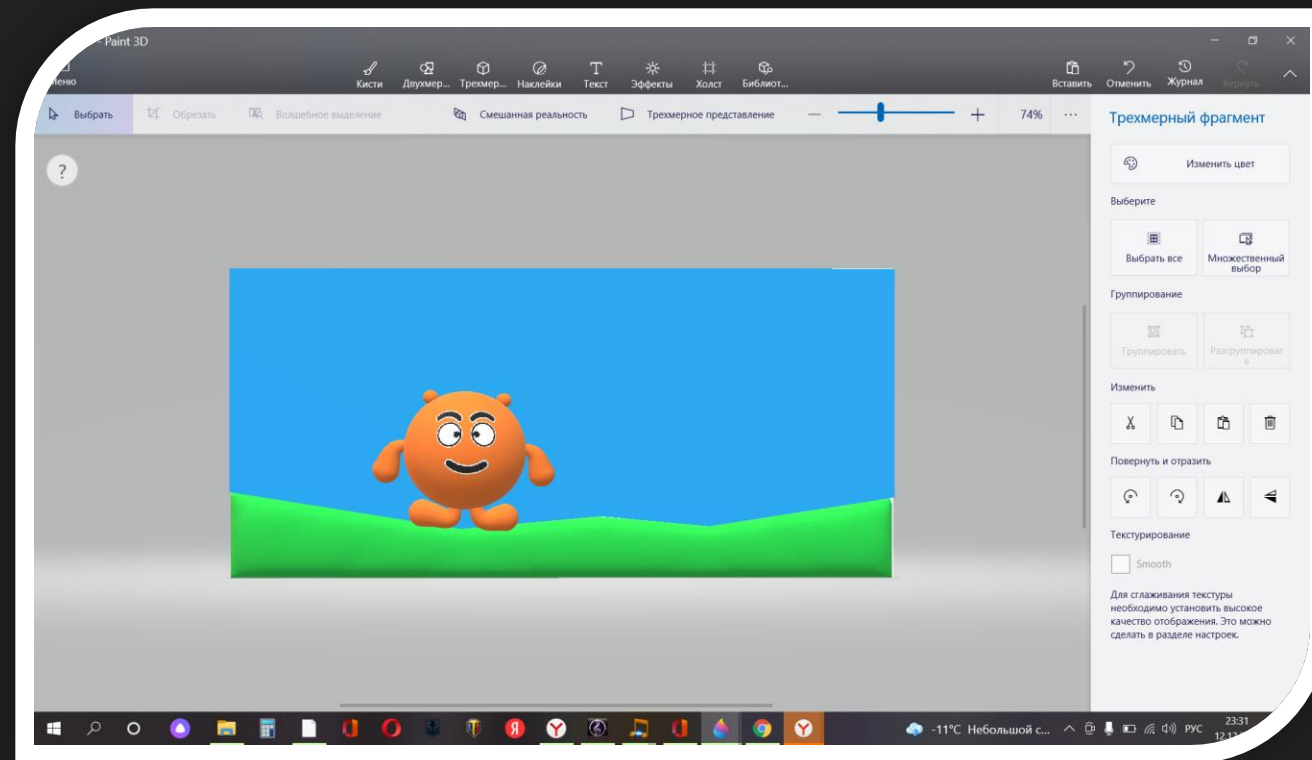 - Paint 3D
Кисти
Двухмер...
Трехмер...
Наклейки
Текст
Эффекты
Холст
Библиот...
Вставить
Отменить
Журнал
Вернуть
Выбрать
Обрезать
Волшебное выделение
Смешанная реальность
Трехмерное представление
74%
...
Трехмерный фрагмент
?
Изменить цвет
Выберите
Выбрать все
Множественный
выбор
Группирование
Группировать
Разгруппироват
ь
Изменить
Повернуть и отразить
Текстурирование
Smooth
Для сглаживания текстуры
необходимо установить высокое
качество отображения. Это можно
сделать в разделе настроек.
-11°C Небольшой с...
РУС
23:31